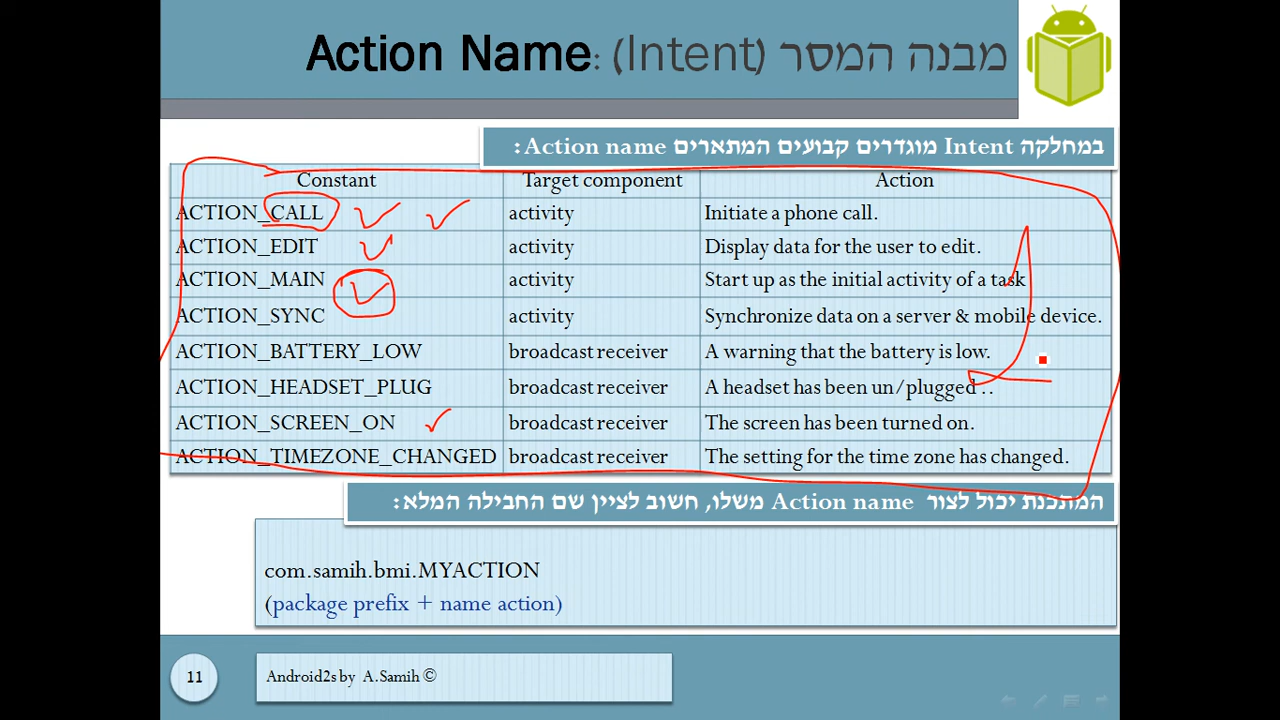 מבנה המסר (Intent) :Action Name
במחלקה Intent מוגדרים קבועים המתארים Action name:
Constant Target component Action
ACTION_CALL activity Initiate a phone call.
ACTION_EDIT activity Display data for the user to edit.
ACTION_MAIN activity Start up as the initial activity of a task
ACTION_SYNC activity Synchronize data on a server & mobile device.
ACTION_BATTERY_LOW broadcast receiver A warning that the battery is low.
ACTION_HEADSET_PLUG broadcast receiver A headset has been un/plugged ..
ACTION_SCREEN_ON broadcast receiver The screen has been turned on.
ACTION_TIMEZONE_CHANGED broadcast receiver The setting for the time zone has changed.
המתכנת יכול לצור Action name משלו, חשוב לציין שם החבילה המלא:
com.samih.bmi.MYACTION
(package prefix + name action)
11 Android2s by A.Samih ©